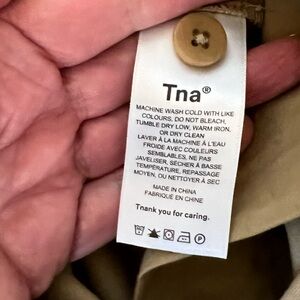 Tna®
MACHINE WASH COLD WITH LIKE
COLOURS, DO NOT BLEACH,
TUMBLE DRY LOW, WARM IRON,
OR DRY CLEAN
LAVER À LA MACHINE À L'EAU
FROIDE AVEC COULEURS
SEMBLABLES, NE PAS
JAVELISER, SÉCHER À BASSE
TEMPÉRATURE, REPASSAGE
MOYEN, OU NETTOYER À SEC
MADE IN CHINA
FABRIQUÉ EN CHINE
Tnank you for caring.
P